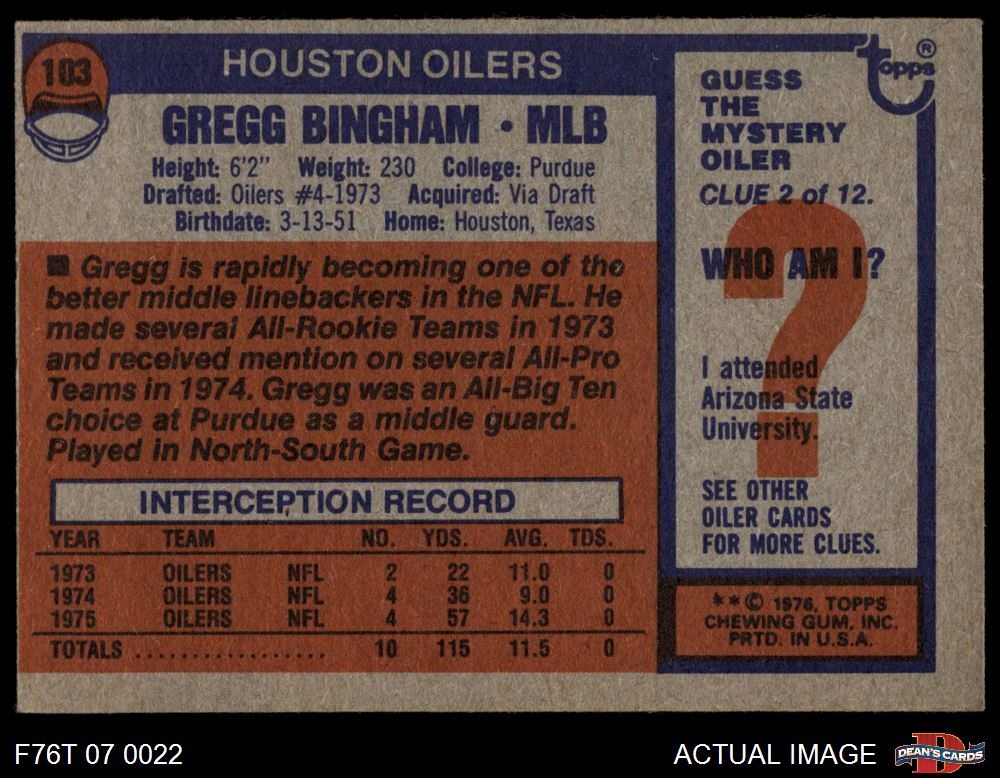 103
HOUSTON OILERS
GREGG BINGHAM • MLB
Height: 6'2" Weight: 230 College: Purdue
Drafted: Oilers #4-1973 Acquired: Via Draft
Birthdate: 3-13-51 Home: Houston, Texas
■ Gregg is rapidly becoming one of the
better middle linebackers in the NFL. He
made several All-Rookie Teams in 1973
and received mention on several All-Pro
Teams in 1974. Gregg was an All-Big Ten
choice at Purdue as a middle guard.
Played in North-South Game.
INTERCEPTION RECORD
YEAR TEAM NO. YDS. AVG. TDS.
1973 OILERS NFL 2 22 11.0 0
1974 OILERS NFL 4 36 9.0 0
1975 OILERS NFL 4 57 14.3 0
TOTALS .................. 10 115 11.5 0
Topps ®
GUESS
THE
MYSTERY
OILER
CLUE 2 of 12.
?
WHO AM I?
I attended
Arizona State
University.
SEE OTHER
OILER CARDS
FOR MORE CLUES.
**© 1976, TOPPS
CHEWING GUM, INC.
PRTD. IN U.S.A.
F76T 07 0022
ACTUAL IMAGE
DEAN'S CARDS